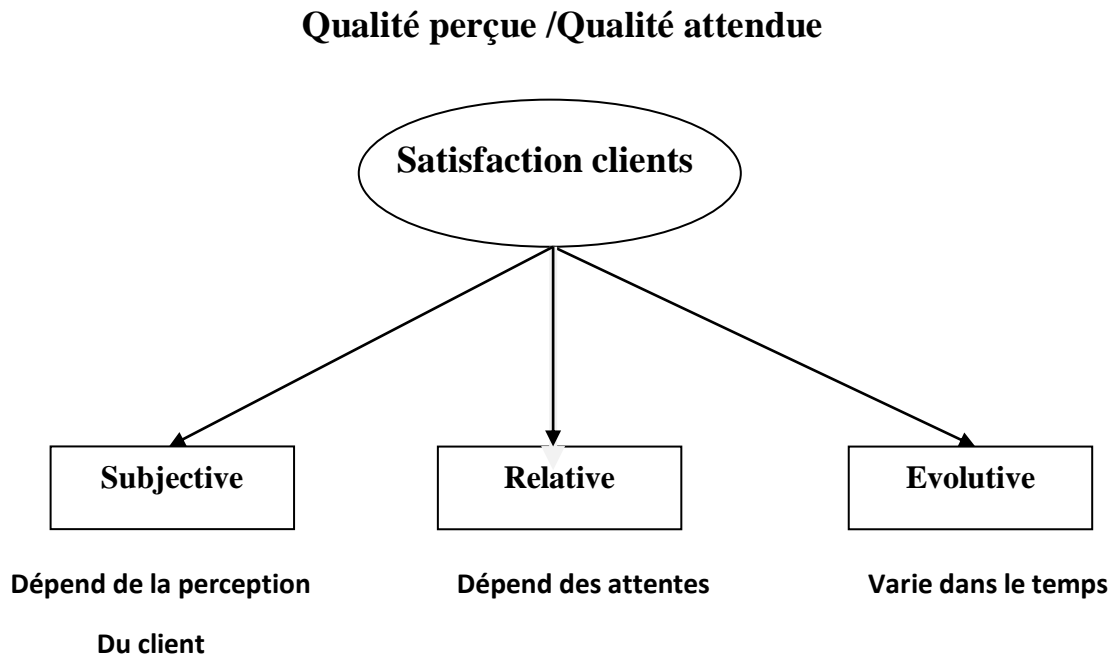 Qualité perçue /Qualité attendue
Satisfaction clients
Subjective
Relative
Evolutive
Dépend de la perception
Du client
Dépend des attentes
Varie dans le temps